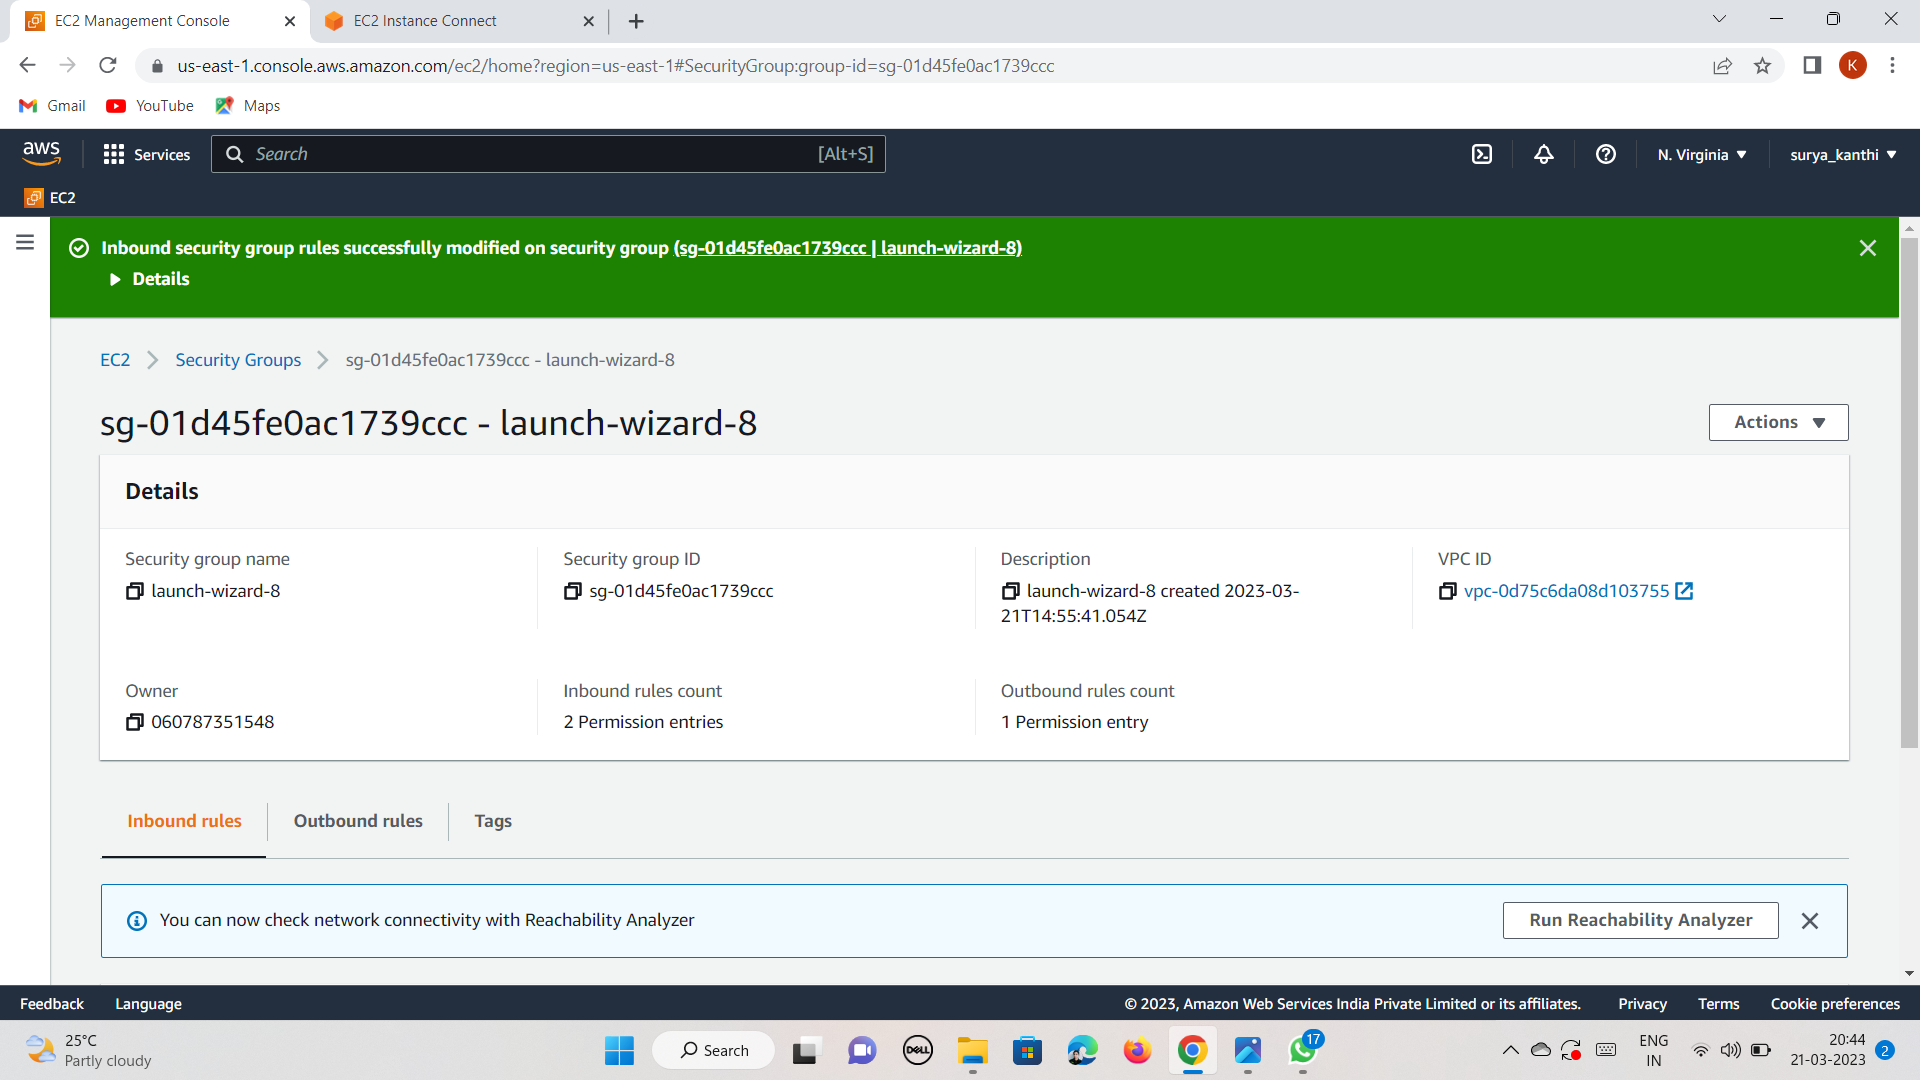 EC2 Management Console
EC2 Instance Connect
us-east-1.console.aws.amazon.com/ec2/home?region=us-east-1#SecurityGroup:group-id=sg-01d45fe0ac1739ccc
K
Gmail
YouTube
Maps
aws
Services
Search
[Alt+S]
N. Virginia
surya_kanthi
EC2
Inbound security group rules successfully modified on security group (sg-01d45fe0ac1739ccc | launch-wizard-8)
Details
EC2
Security Groups
sg-01d45fe0ac1739ccc - launch-wizard-8
sg-01d45fe0ac1739ccc - launch-wizard-8
Actions
Details
Security group name
launch-wizard-8
Security group ID
sg-01d45fe0ac1739ccc
Description
launch-wizard-8 created 2023-03-
21T14:55:41.054Z
VPC ID
vpc-0d75c6da08d103755
Owner
060787351548
Inbound rules count
2 Permission entries
Outbound rules count
1 Permission entry
Inbound rules
Outbound rules
Tags
You can now check network connectivity with Reachability Analyzer
Run Reachability Analyzer
Feedback
Language
© 2023, Amazon Web Services India Private Limited or its affiliates.
Privacy
Terms
Cookie preferences
25°C
Partly cloudy
Search
DELL
17
ENG
IN
20:44
21-03-2023
2